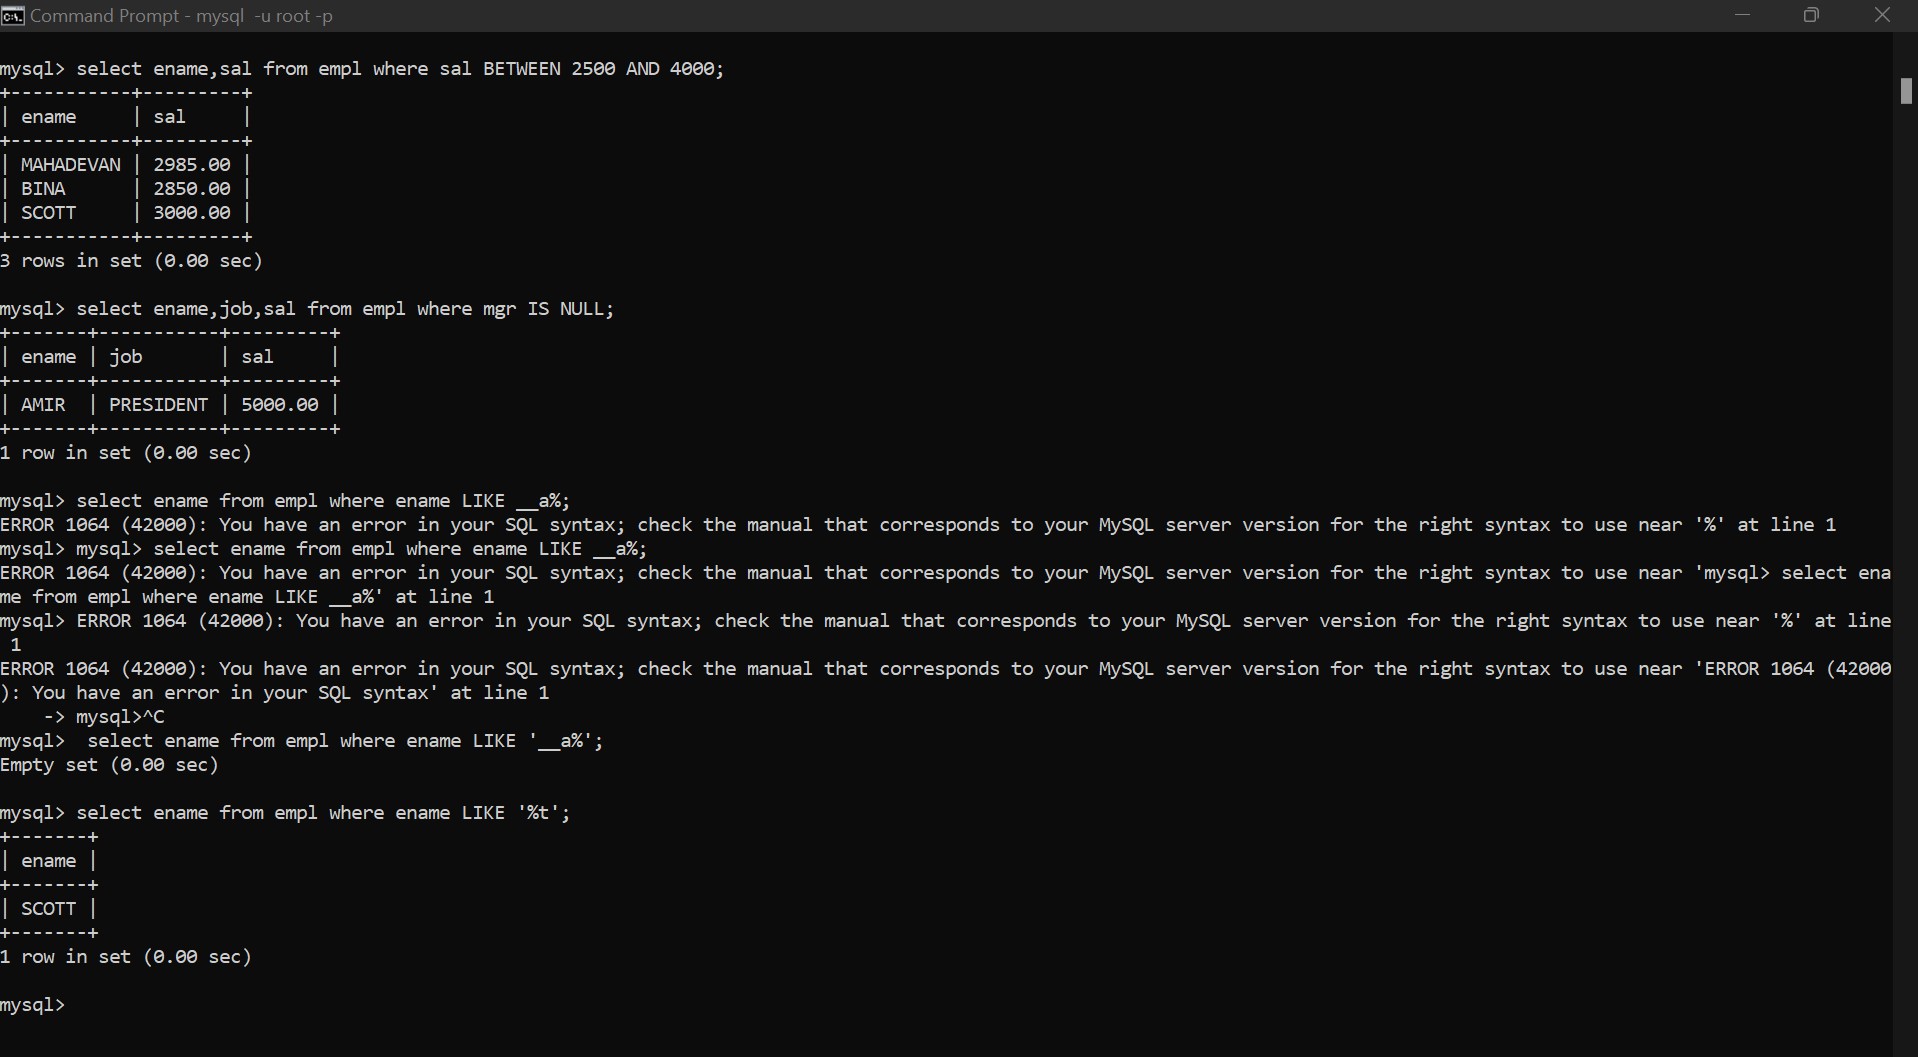 Command Prompt - mysql  -u root -p
mysql> select ename,sal from empl where sal BETWEEN 2500 AND 4000;
+-----------+---------+
| ename     | sal     |
+-----------+---------+
| MAHADEVAN | 2985.00 |
| BINA      | 2850.00 |
| SCOTT     | 3000.00 |
+-----------+---------+
3 rows in set (0.00 sec)
mysql> select ename,job,sal from empl where mgr IS NULL;
+-------+-----------+---------+
| ename | job       | sal     |
+-------+-----------+---------+
| AMIR  | PRESIDENT | 5000.00 |
+-------+-----------+---------+
1 row in set (0.00 sec)
mysql> select ename from empl where ename LIKE __a%;
ERROR 1064 (42000): You have an error in your SQL syntax; check the manual that corresponds to your MySQL server version for the right syntax to use near '%' at line 1
mysql> mysql> select ename from empl where ename LIKE __a%;
ERROR 1064 (42000): You have an error in your SQL syntax; check the manual that corresponds to your MySQL server version for the right syntax to use near 'mysql> select ena
me from empl where ename LIKE __a%' at line 1
mysql> ERROR 1064 (42000): You have an error in your SQL syntax; check the manual that corresponds to your MySQL server version for the right syntax to use near '%' at line
 1
ERROR 1064 (42000): You have an error in your SQL syntax; check the manual that corresponds to your MySQL server version for the right syntax to use near 'ERROR 1064 (42000
): You have an error in your SQL syntax' at line 1
    -> mysql>^C
mysql>  select ename from empl where ename LIKE '__a%';
Empty set (0.00 sec)
mysql> select ename from empl where ename LIKE '%t';
+-------+
| ename |
+-------+
| SCOTT |
+-------+
1 row in set (0.00 sec)
mysql>